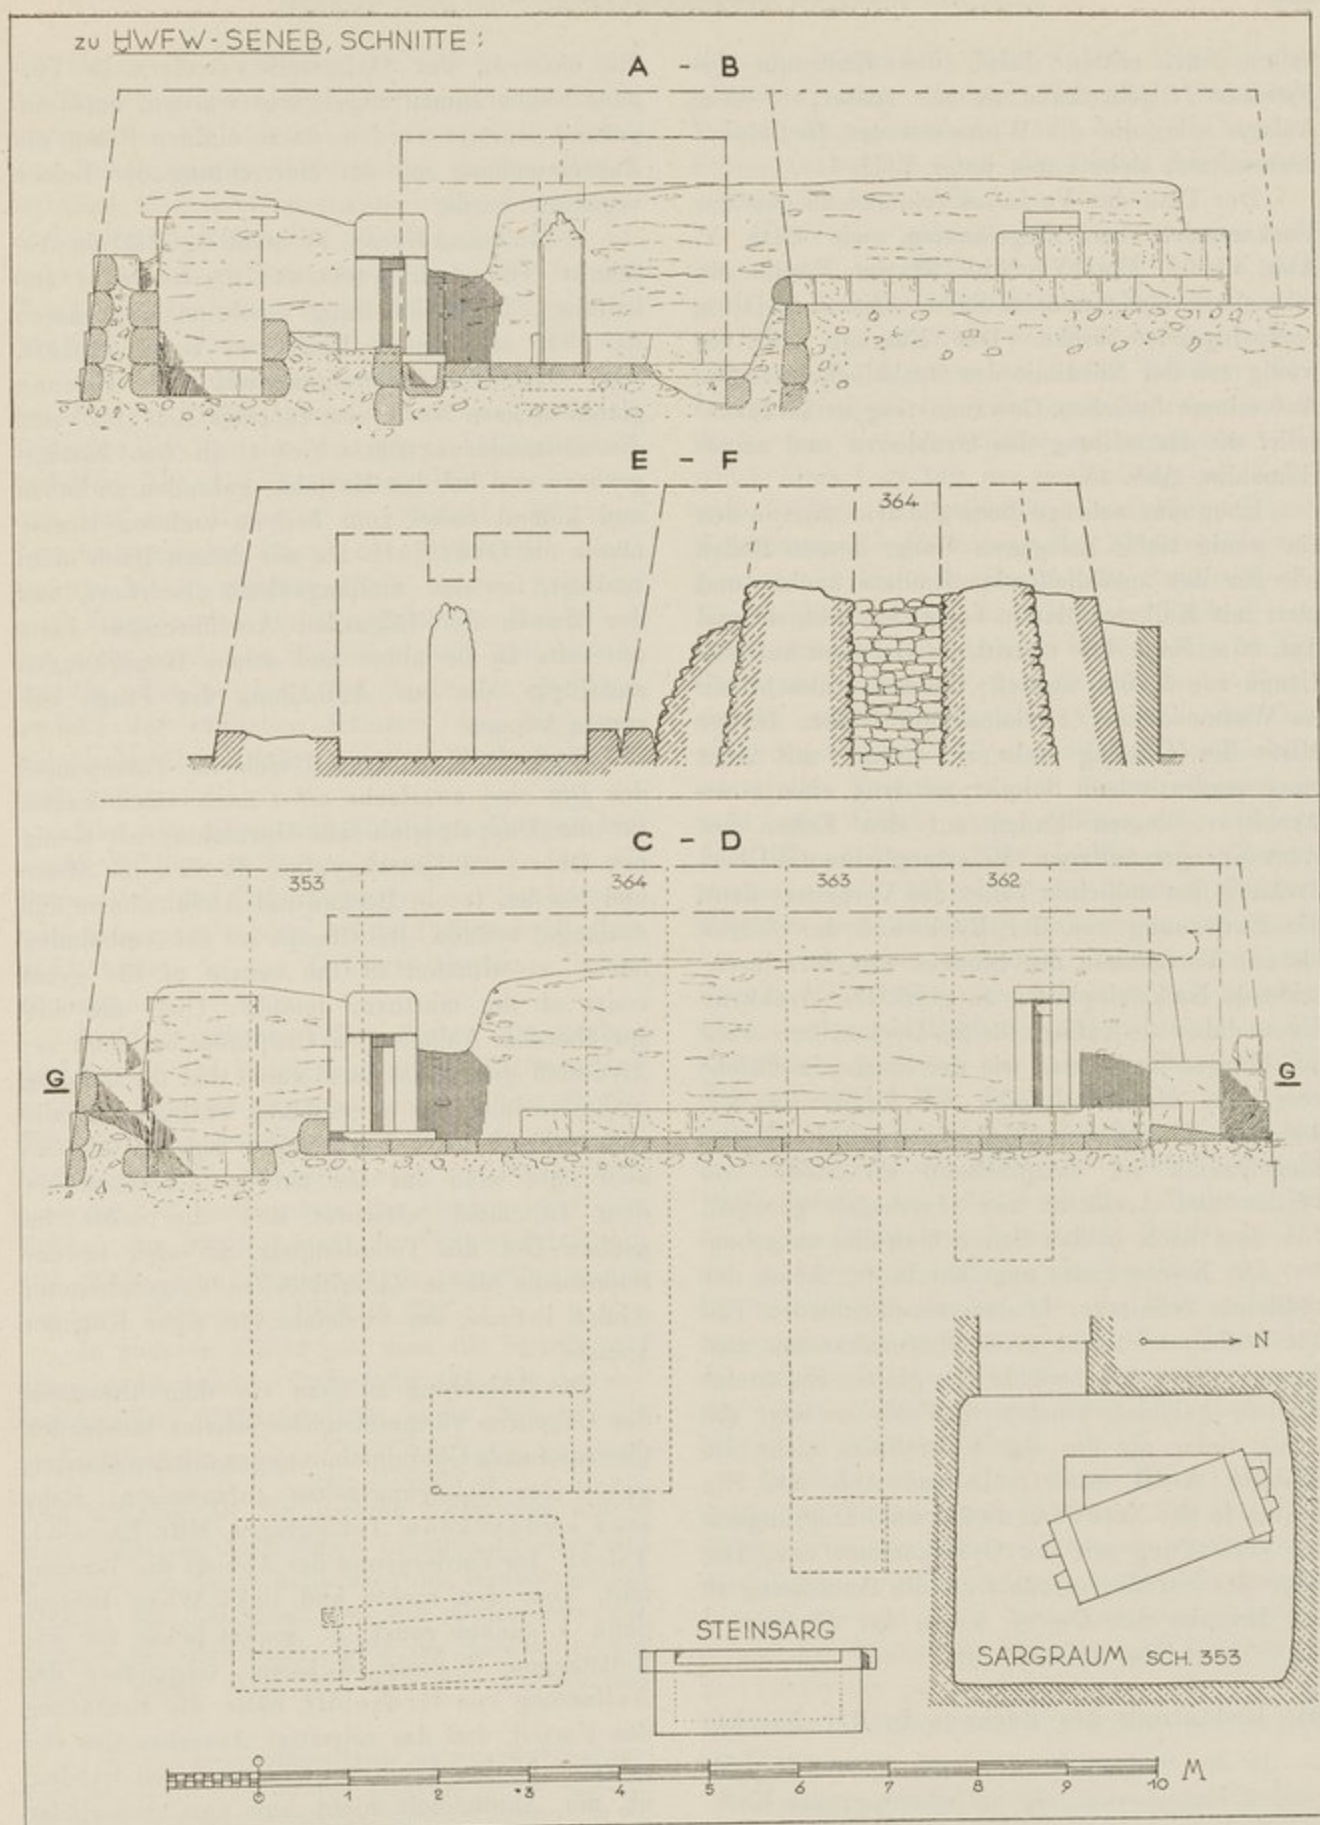 zu HWFW-SENEB, SCHNITTE:
A - B
E - F
364
C - D
353 364 363 362
G G
N
STEINSARG
SARGRAUM SCH. 353
0 M
0 1 2 3 4 5 6 7 8 9 10